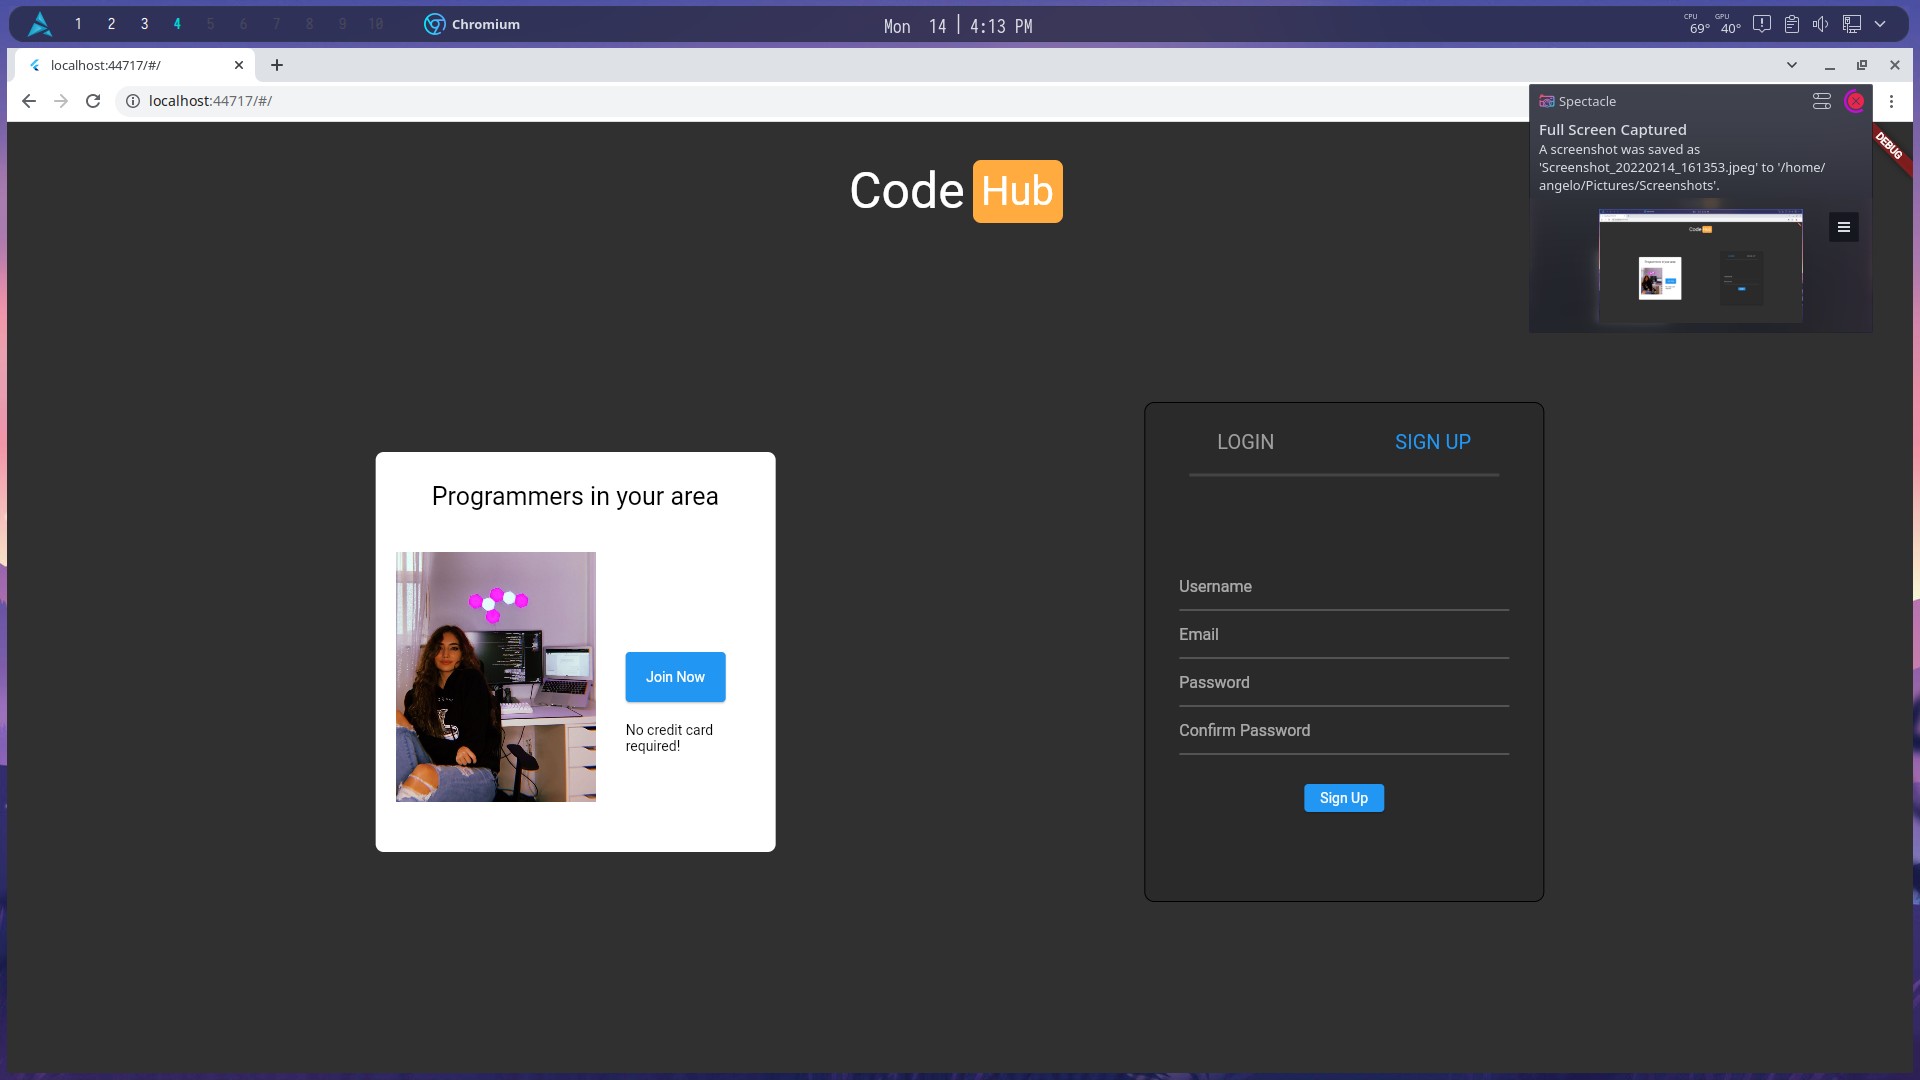 1 2 3 4 5 6 7 8 9 10 Chromium Mon 14 | 4:13 PM CPU 69° GPU 40°
localhost:44717/#/
localhost:44717/#/
Spectacle
Full Screen Captured
A screenshot was saved as
'Screenshot_20220214_161353.jpeg' to '/home/
angelo/Pictures/Screenshots'.
DEBUG
Code Hub
LOGIN SIGN UP
Programmers in your area
Join Now
No credit card
required!
Username
Email
Password
Confirm Password
Sign Up